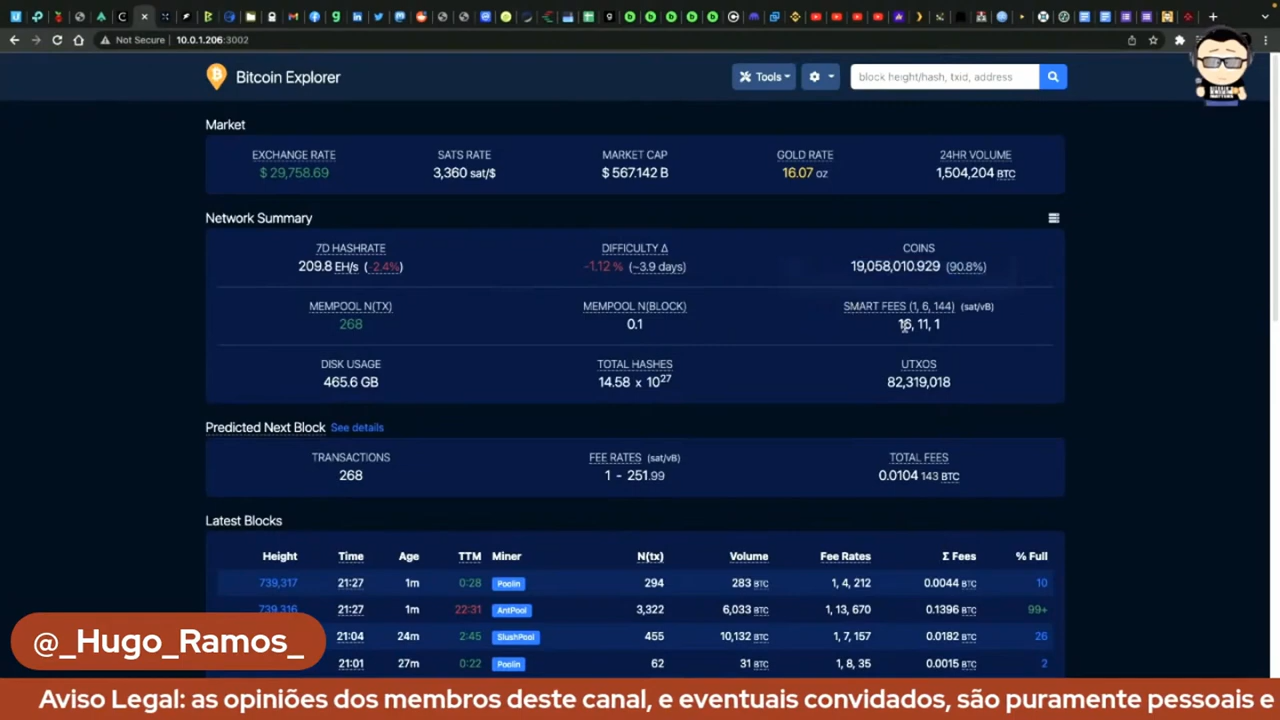 Not Secure 10.0.1.206:3002
Bitcoin Explorer
Tools
block height/hash, txid, address
Market
EXCHANGE RATE SATS RATE MARKET CAP GOLD RATE 24HR VOLUME
$ 29,758.69 3,360 sat/$ $ 567.142 B 16.07 oz 1,504,204 BTC
Network Summary
7D HASHRATE DIFFICULTY Δ COINS
209.8 EH/s (-2.4%) -1.12 % (~3.9 days) 19,058,010.929 (90.8%)
MEMPOOL N(TX) MEMPOOL N(BLOCK) SMART FEES (1, 6, 144) (sat/vB)
268 0.1 16, 11, 1
DISK USAGE TOTAL HASHES UTXOS
465.6 GB 14.58 x 10^27 82,319,018
Predicted Next Block See details
TRANSACTIONS FEE RATES (sat/vB) TOTAL FEES
268 1 - 251.99 0.0104 143 BTC
Latest Blocks
Height Time Age TTM Miner N(tx) Volume Fee Rates Σ Fees % Full
739,317 21:27 1m 0:28 Poolin 294 283 BTC 1, 4, 212 0.0044 BTC 10
739,316 21:27 1m 22:31 AntPool 3,322 6,033 BTC 1, 13, 670 0.1396 BTC 99+
21:04 24m 2:45 SlushPool 455 10,132 BTC 1, 7, 157 0.0182 BTC 26
21:01 27m 0:22 Poolin 62 31 BTC 1, 8, 35 0.0015 BTC 2
@_Hugo_Ramos_
Aviso Legal: as opiniões dos membros deste canal, e eventuais convidados, são puramente pessoais e